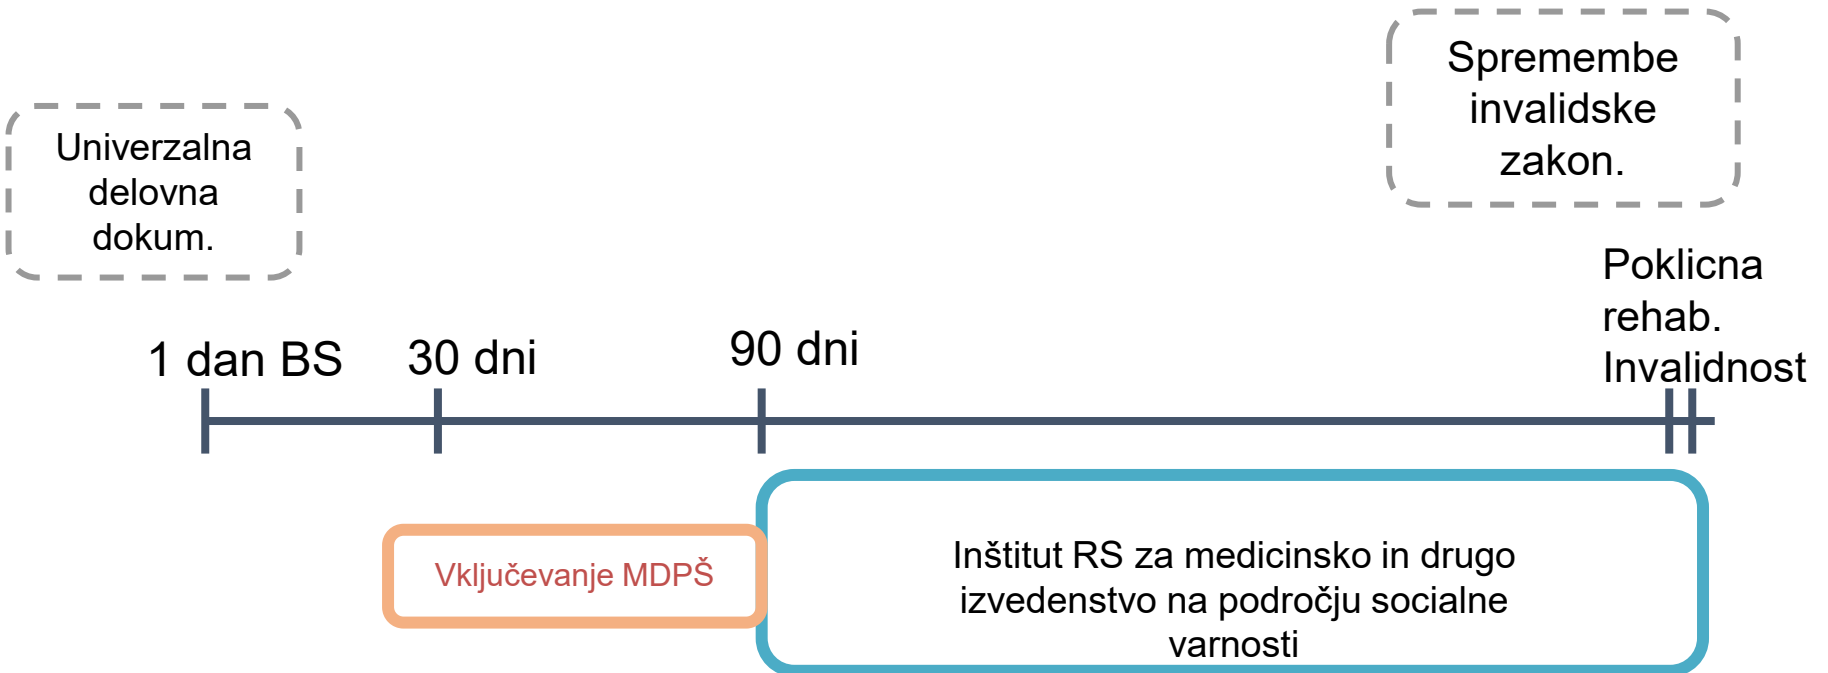 Spremembe
invalidske
zakon.
Univerzalna
delovna
dokum.
Poklicna
rehab.
Invalidnost
1 dan BS
30 dni
90 dni
Vključevanje MDPŠ
Inštitut RS za medicinsko in drugo
izvedenstvo na področju socialne
varnosti